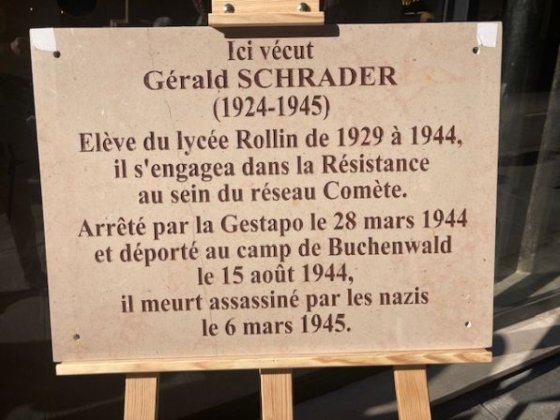 Ici vécut
Gérald SCHRADER
(1924-1945)
Elève du lycée Rollin de 1929 à 1944,
il s'engagea dans la Résistance
au sein du réseau Comète.
Arrêté par la Gestapo le 28 mars 1944
et déporté au camp de Buchenwald
le 15 août 1944,
il meurt assassiné par les nazis
le 6 mars 1945.